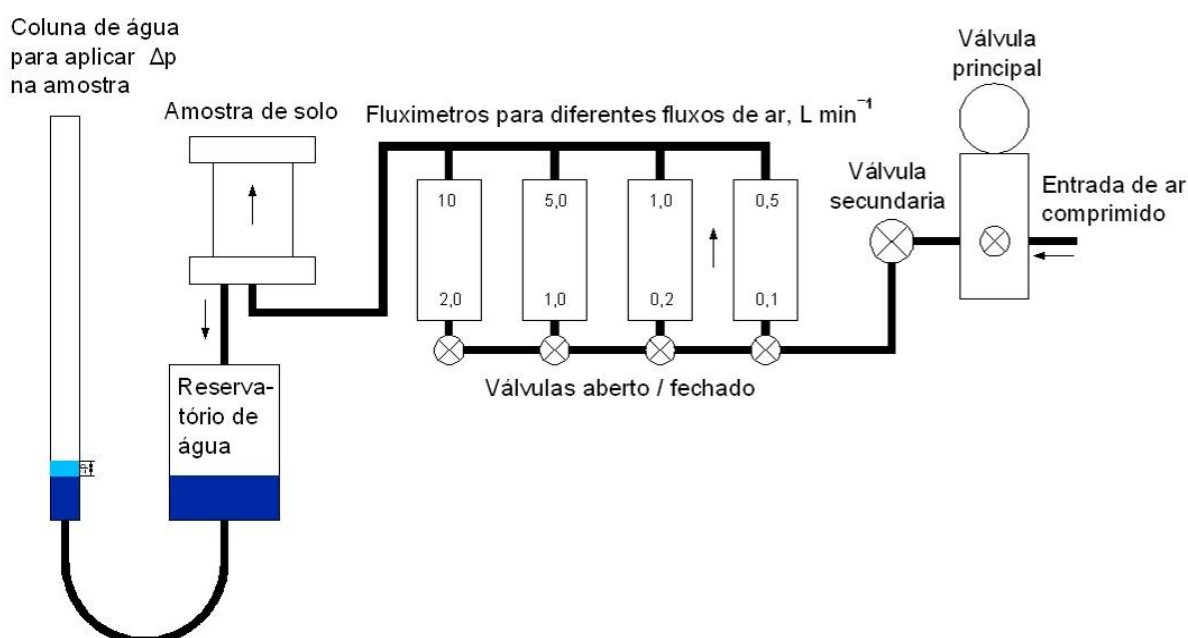 Coluna de água
para aplicar Δp
na amostra
Amostra de solo
Fluximetros para diferentes fluxos de ar, L min⁻¹
Válvula
principal
Válvula
secundaria
Entrada de ar
comprimido
10
5,0
1,0
0,5
2,0
1,0
0,2
0,1
Válvulas aberto / fechado
Reserva-
tório de
água